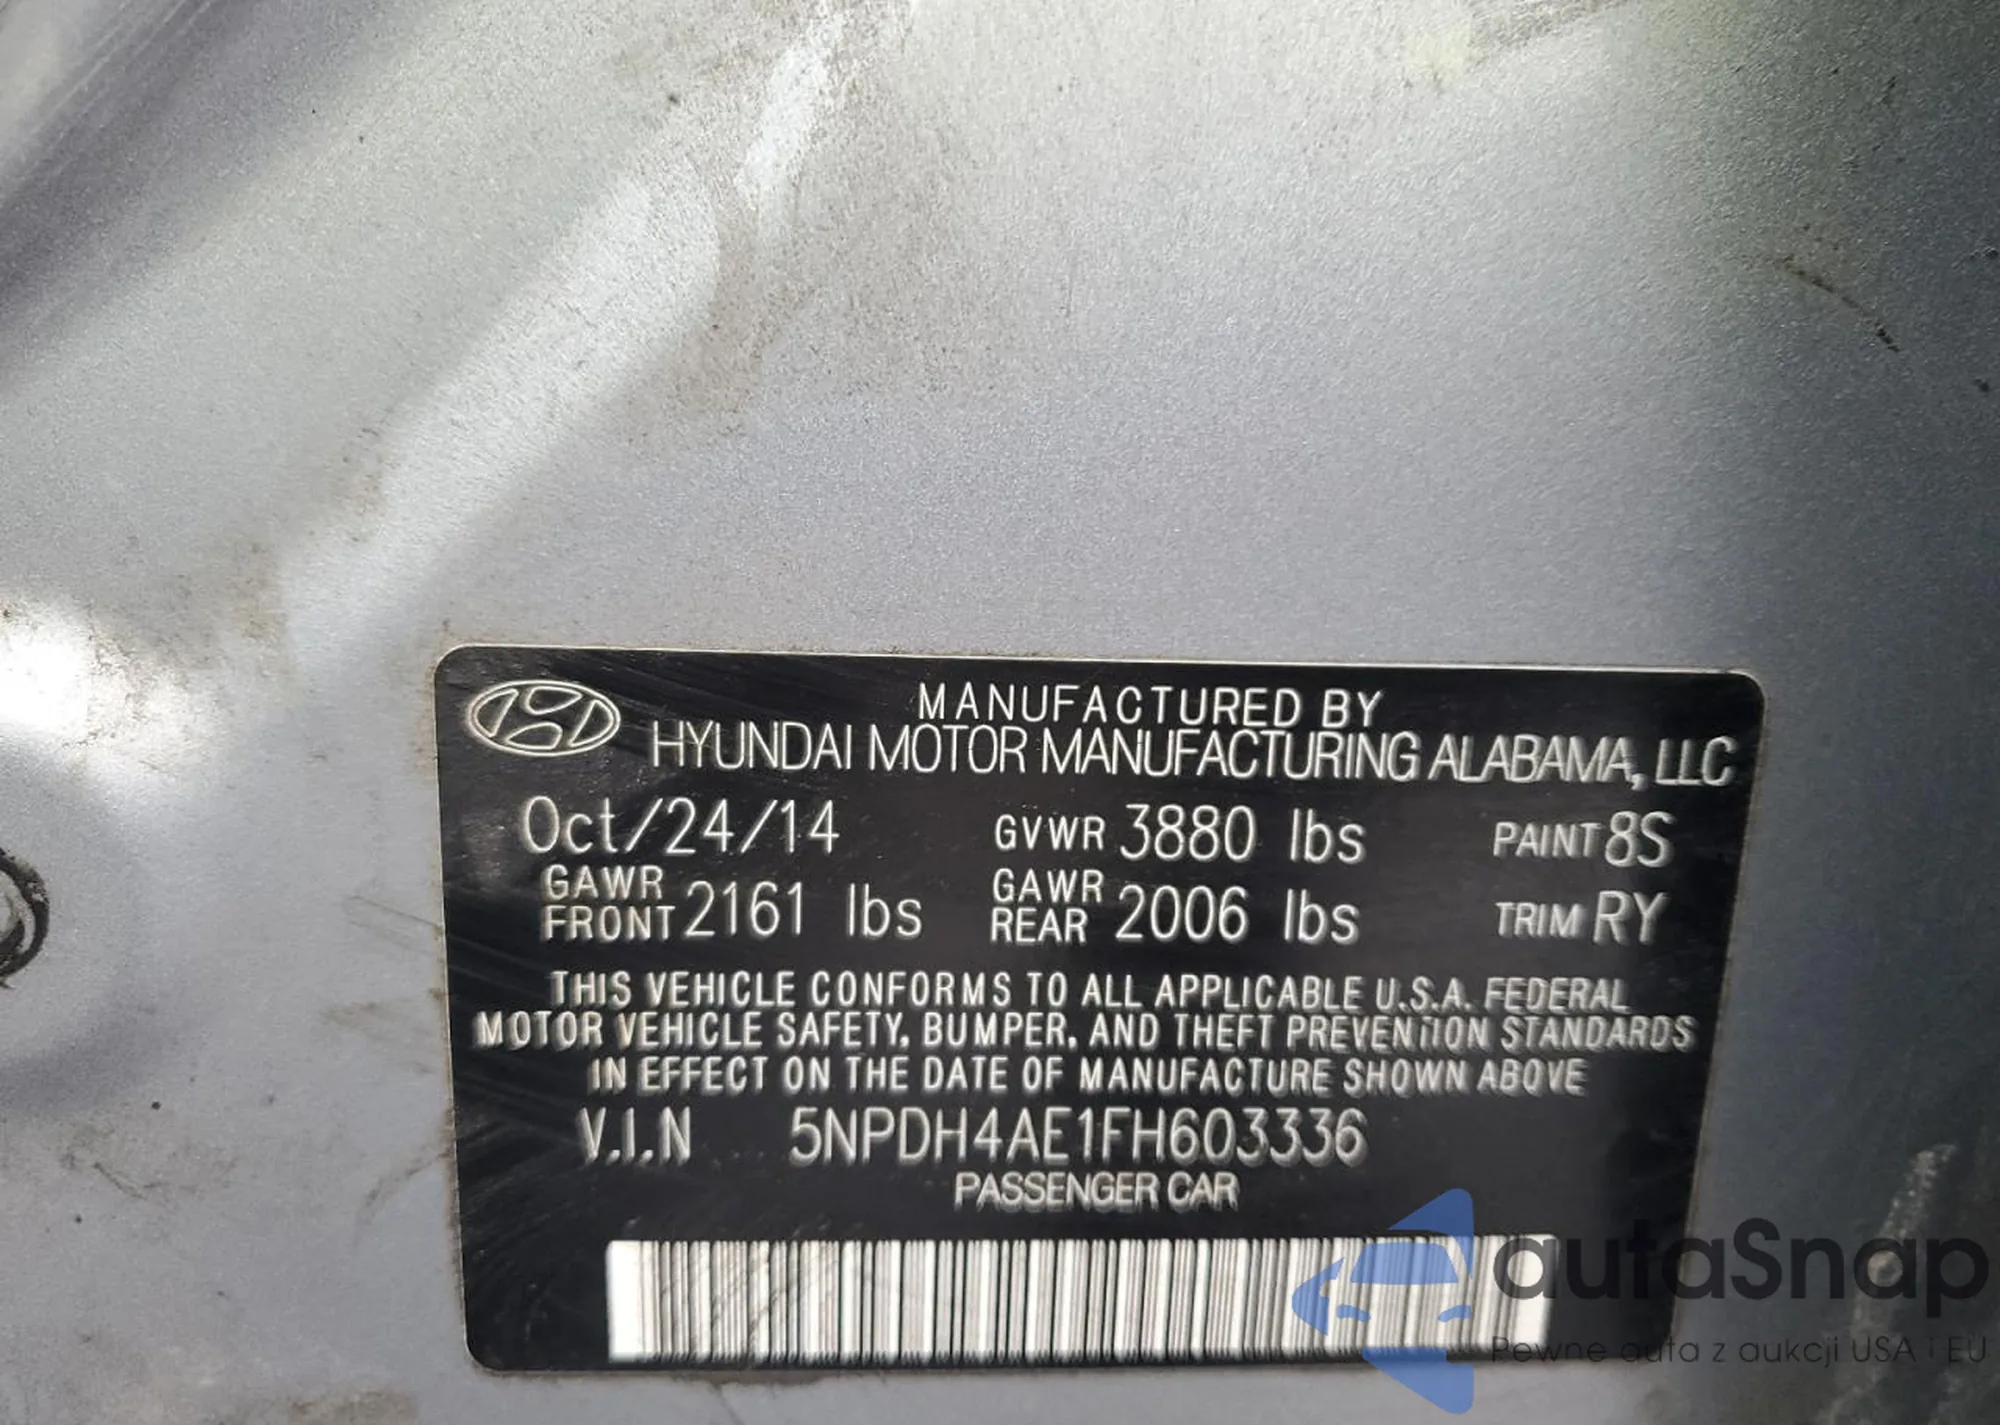 MANUFACTURED BY
HYUNDAI MOTOR MANUFACTURING ALABAMA, LLC
Oct/24/14 GVWR 3880 lbs PAINT 8S
GAWR FRONT 2161 lbs GAWR REAR 2006 lbs TRIM RY
THIS VEHICLE CONFORMS TO ALL APPLICABLE U.S.A. FEDERAL
MOTOR VEHICLE SAFETY, BUMPER, AND THEFT PREVENTION STANDARDS
IN EFFECT ON THE DATE OF MANUFACTURE SHOWN ABOVE
V.I.N 5NPDH4AE1FH603336
PASSENGER CAR
autaSnap
Pewne auta z aukcji USA i EU